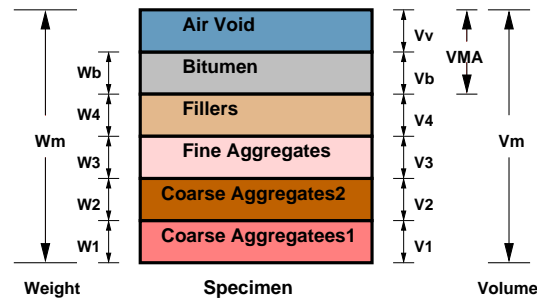 Air Void
Vv
VMA
Wb
Bitumen
Vb
W4
Fillers
V4
Wm
Vm
W3
Fine Aggregates
V3
W2
Coarse Aggregates2
V2
W1
Coarse Aggregatees1
V1
Weight
Specimen
Volume